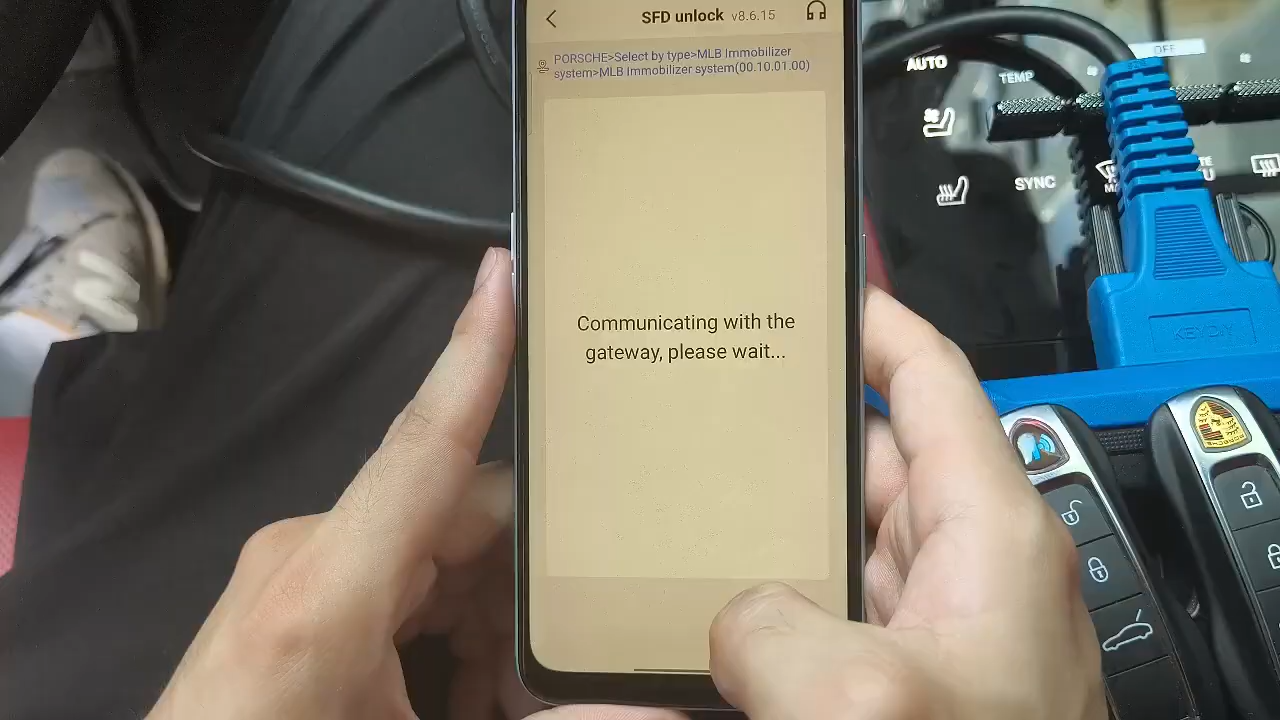 SFD unlock v8.6.15
PORSCHE>Select by type>MLB Immobilizer
system>MLB Immobilizer system(00.10.01.00)
Communicating with the
gateway, please wait...
OFF
AUTO
TEMP
SYNC
KEYDIY